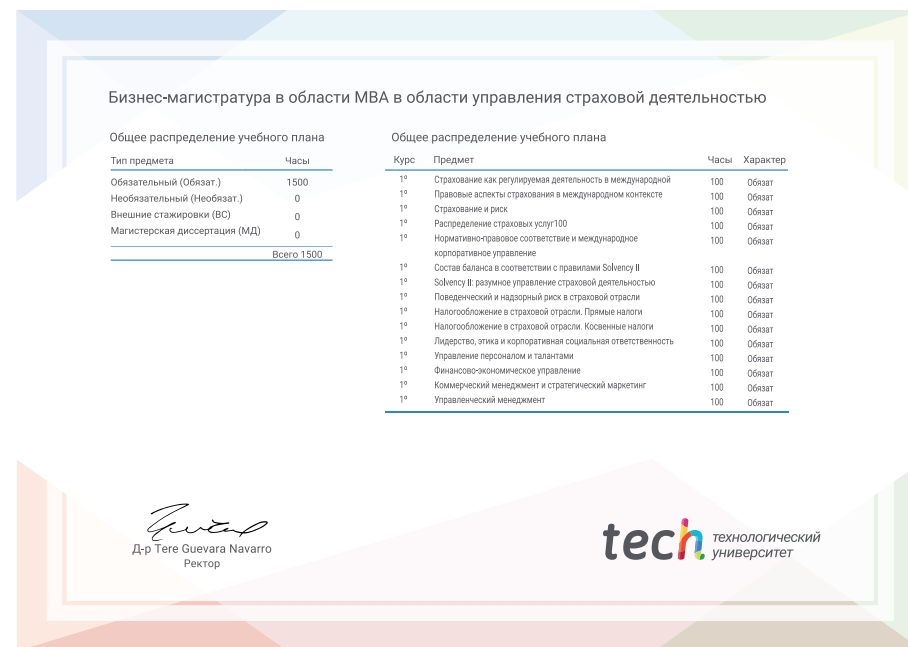 Бизнес-магистратура в области MBA в области управления страховой деятельностью
Общее распределение учебного плана
Тип предмета Часы
Обязательный (Обязат.) 1500
Необязательный (Необязат.) 0
Внешние стажировки (ВС) 0
Магистерская диссертация (МД) 0
Всего 1500
Общее распределение учебного плана
Курс Предмет Часы Характер
1º Страхование как регулируемая деятельность в международной 100 Обязат
1º Правовые аспекты страхования в международном контексте 100 Обязат
1º Страхование и риск 100 Обязат
1º Распределение страховых услуг100 100 Обязат
1º Нормативно-правовое соответствие и международное 100 Обязат
корпоративное управление
1º Состав баланса в соответствии с правилами Solvency II 100 Обязат
1º Solvency II: разумное управление страховой деятельностью 100 Обязат
1º Поведенческий и надзорный риск в страховой отрасли 100 Обязат
1º Налогообложение в страховой отрасли. Прямые налоги 100 Обязат
1º Налогообложение в страховой отрасли. Косвенные налоги 100 Обязат
1º Лидерство, этика и корпоративная социальная ответственность 100 Обязат
1º Управление персоналом и талантами 100 Обязат
1º Финансово-экономическое управление 100 Обязат
1º Коммерческий менеджмент и стратегический маркетинг 100 Обязат
1º Управленческий менеджмент 100 Обязат
Д-р Tere Guevara Navarro
Ректор
tech технологический
университет